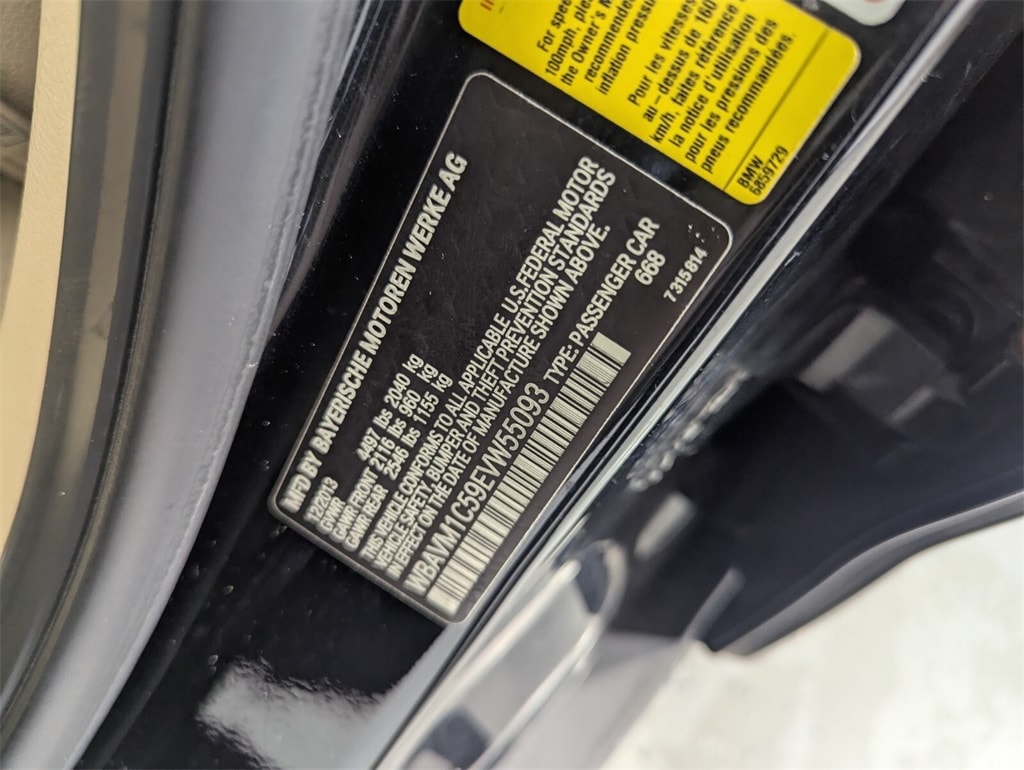 For spe
100mph, ple
the Owner's M
recommende
inflation pressu
Pour les vitesses
au-dessus de 160
km/h, faites référence
la notice d'utilisation
pour les pressions des
pneus recommandées.
BMW
6859729
MFD BY BAYERISCHE MOTOREN WERKE AG
12/2013
GVWR 4497 lbs 2040 kg
GAWR FRONT 2116 lbs 960 kg
GAWR REAR 2546 lbs 1155 kg
THIS VEHICLE CONFORMS TO ALL APPLICABLE U.S.FEDERAL MOTOR
VEHICLE SAFETY, BUMPER AND THEFT PREVENTION STANDARDS
IN EFFECT ON THE DATE OF MANUFACTURE SHOWN ABOVE.
WBAVM1C59EVW55093 TYPE: PASSENGER CAR
668
7315814